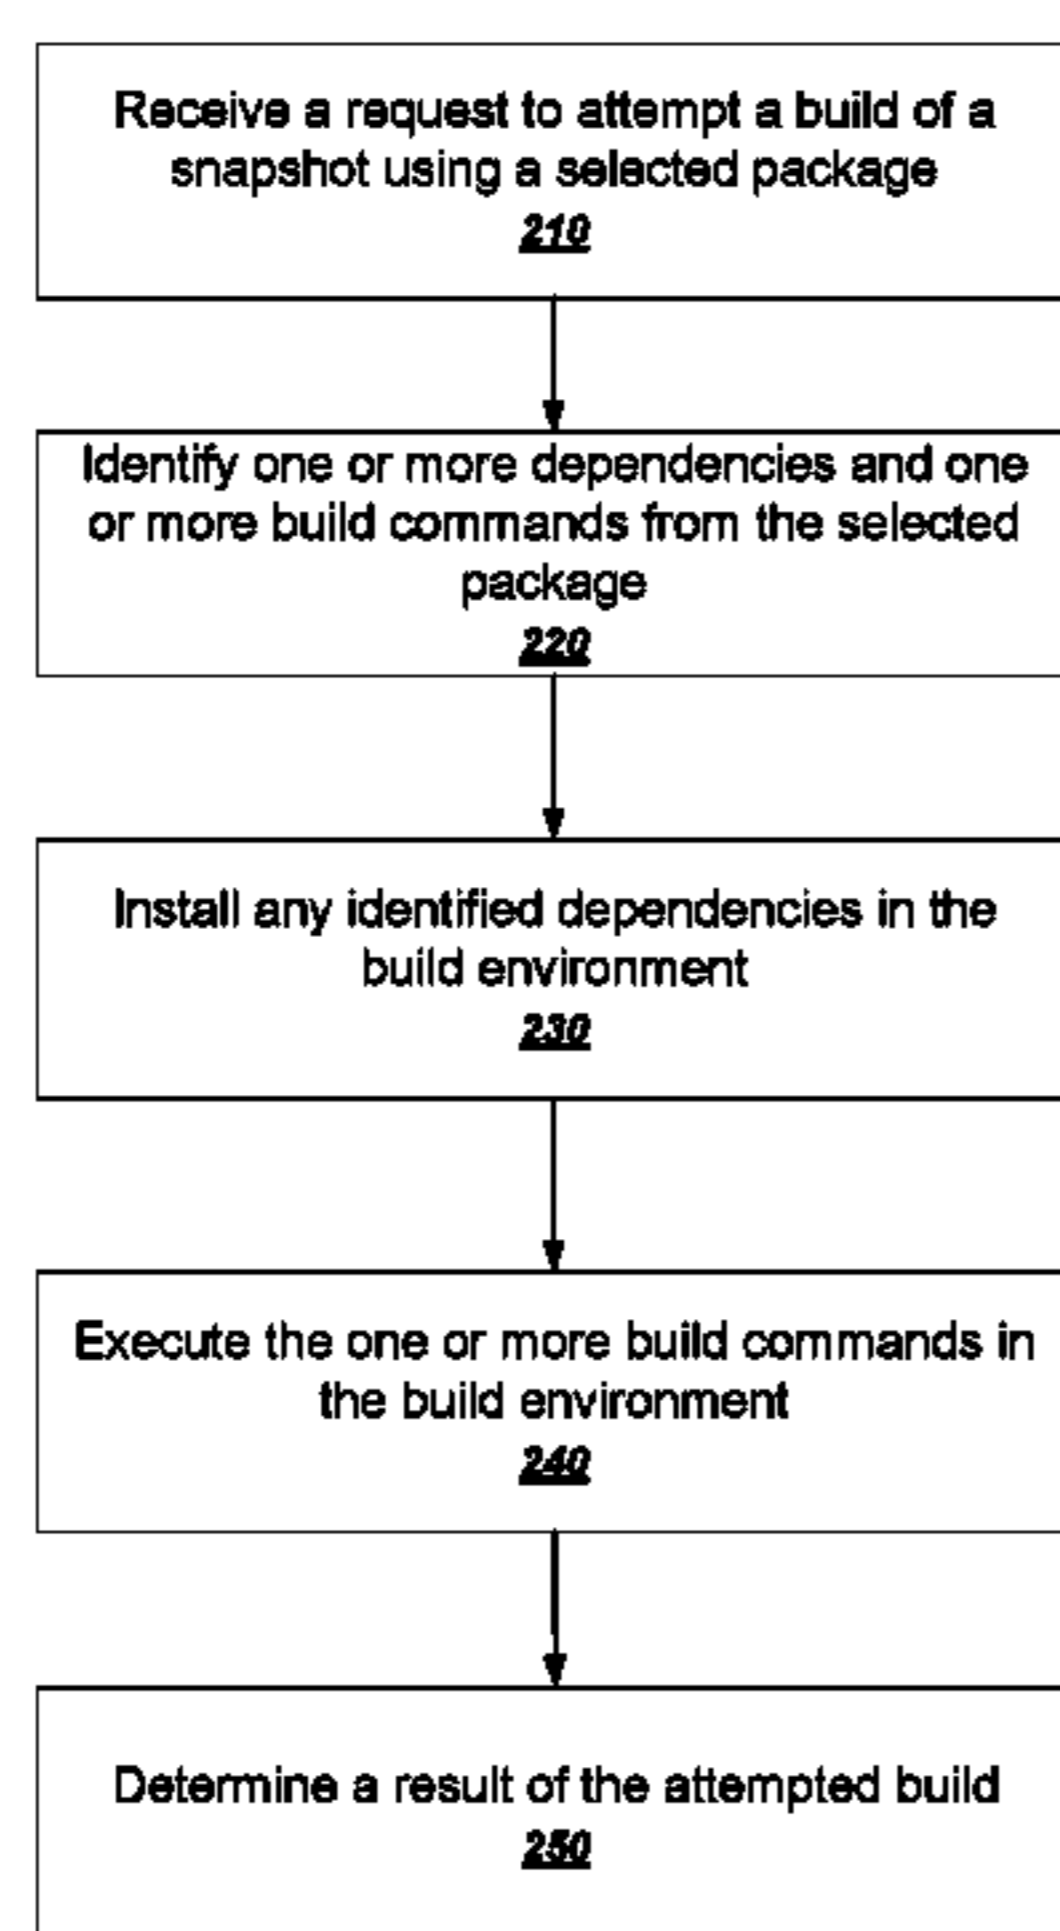 Receive a request to attempt a build of a
snapshot using a selected package
210
Identify one or more dependencies and one
or more build commands from the selected
package
220
Install any identified dependencies in the
build environment
230
Execute the one or more build commands in
the build environment
240
Determine a result of the attempted build
250